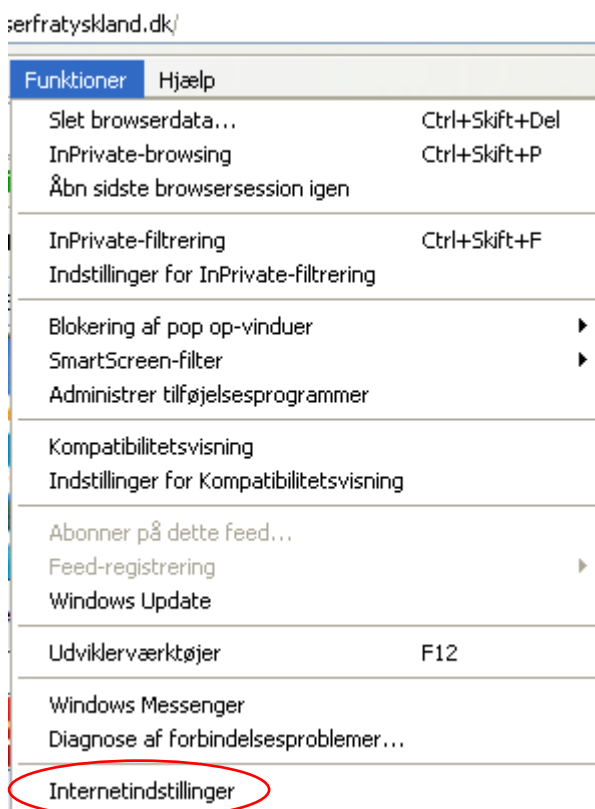 serfratyskland.dk/
Funktioner Hjælp
Slet browserdata... Ctrl+Skift+Del
InPrivate-browsing Ctrl+Skift+P
Åbn sidste browsersession igen
InPrivate-filtrering Ctrl+Skift+F
Indstillinger for InPrivate-filtrering
Blokering af pop op-vinduer
SmartScreen-filter
Administrer tilføjelsesprogrammer
Kompatibilitetsvisning
Indstillinger for Kompatibilitetsvisning
Abonner på dette feed...
Feed-registrering
Windows Update
Udviklerværktøjer F12
Windows Messenger
Diagnose af forbindelsesproblemer...
Internetindstillinger